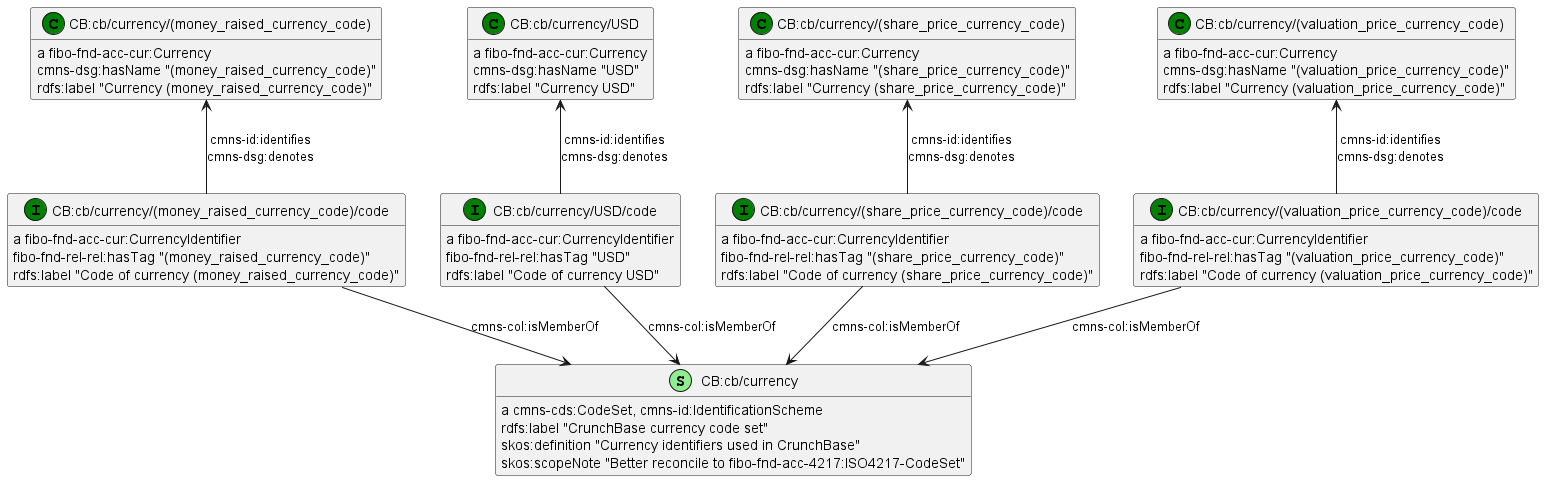 C CB:cb/currency/(money_raised_currency_code)
a fibo-fnd-acc-cur:Currency
cmns-dsg:hasName "(money_raised_currency_code)"
rdfs:label "Currency (money_raised_currency_code)"
C CB:cb/currency/USD
a fibo-fnd-acc-cur:Currency
cmns-dsg:hasName "USD"
rdfs:label "Currency USD"
C CB:cb/currency/(share_price_currency_code)
a fibo-fnd-acc-cur:Currency
cmns-dsg:hasName "(share_price_currency_code)"
rdfs:label "Currency (share_price_currency_code)"
C CB:cb/currency/(valuation_price_currency_code)
a fibo-fnd-acc-cur:Currency
cmns-dsg:hasName "(valuation_price_currency_code)"
rdfs:label "Currency (valuation_price_currency_code)"
cmns-id:identifies
cmns-dsg:denotes
cmns-id:identifies
cmns-dsg:denotes
cmns-id:identifies
cmns-dsg:denotes
cmns-id:identifies
cmns-dsg:denotes
I CB:cb/currency/(money_raised_currency_code)/code
a fibo-fnd-acc-cur:CurrencyIdentifier
fibo-fnd-rel-rel:hasTag "(money_raised_currency_code)"
rdfs:label "Code of currency (money_raised_currency_code)"
I CB:cb/currency/USD/code
a fibo-fnd-acc-cur:CurrencyIdentifier
fibo-fnd-rel-rel:hasTag "USD"
rdfs:label "Code of currency USD"
I CB:cb/currency/(share_price_currency_code)/code
a fibo-fnd-acc-cur:CurrencyIdentifier
fibo-fnd-rel-rel:hasTag "(share_price_currency_code)"
rdfs:label "Code of currency (share_price_currency_code)"
I CB:cb/currency/(valuation_price_currency_code)/code
a fibo-fnd-acc-cur:CurrencyIdentifier
fibo-fnd-rel-rel:hasTag "(valuation_price_currency_code)"
rdfs:label "Code of currency (valuation_price_currency_code)"
cmns-col:isMemberOf
cmns-col:isMemberOf
cmns-col:isMemberOf
cmns-col:isMemberOf
S CB:cb/currency
a cmns-cds:CodeSet, cmns-id:IdentificationScheme
rdfs:label "CrunchBase currency code set"
skos:definition "Currency identifiers used in CrunchBase"
skos:scopeNote "Better reconcile to fibo-fnd-acc-4217:ISO4217-CodeSet"